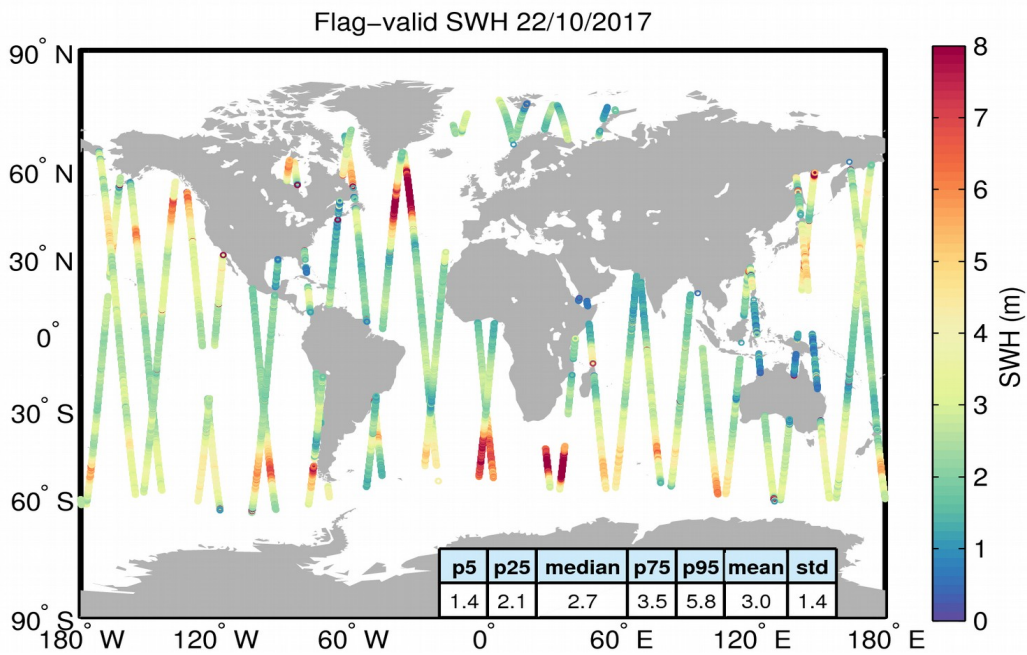 Flag−valid SWH 22/10/2017
90° N
60° N
30° N
0°
30° S
60° S
90° S
180° W
120° W
60° W
0°
60° E
120° E
180° E
p5 p25 median p75 p95 mean std
1.4 2.1 2.7 3.5 5.8 3.0 1.4
8
7
6
5
4
3
2
1
0
SWH (m)